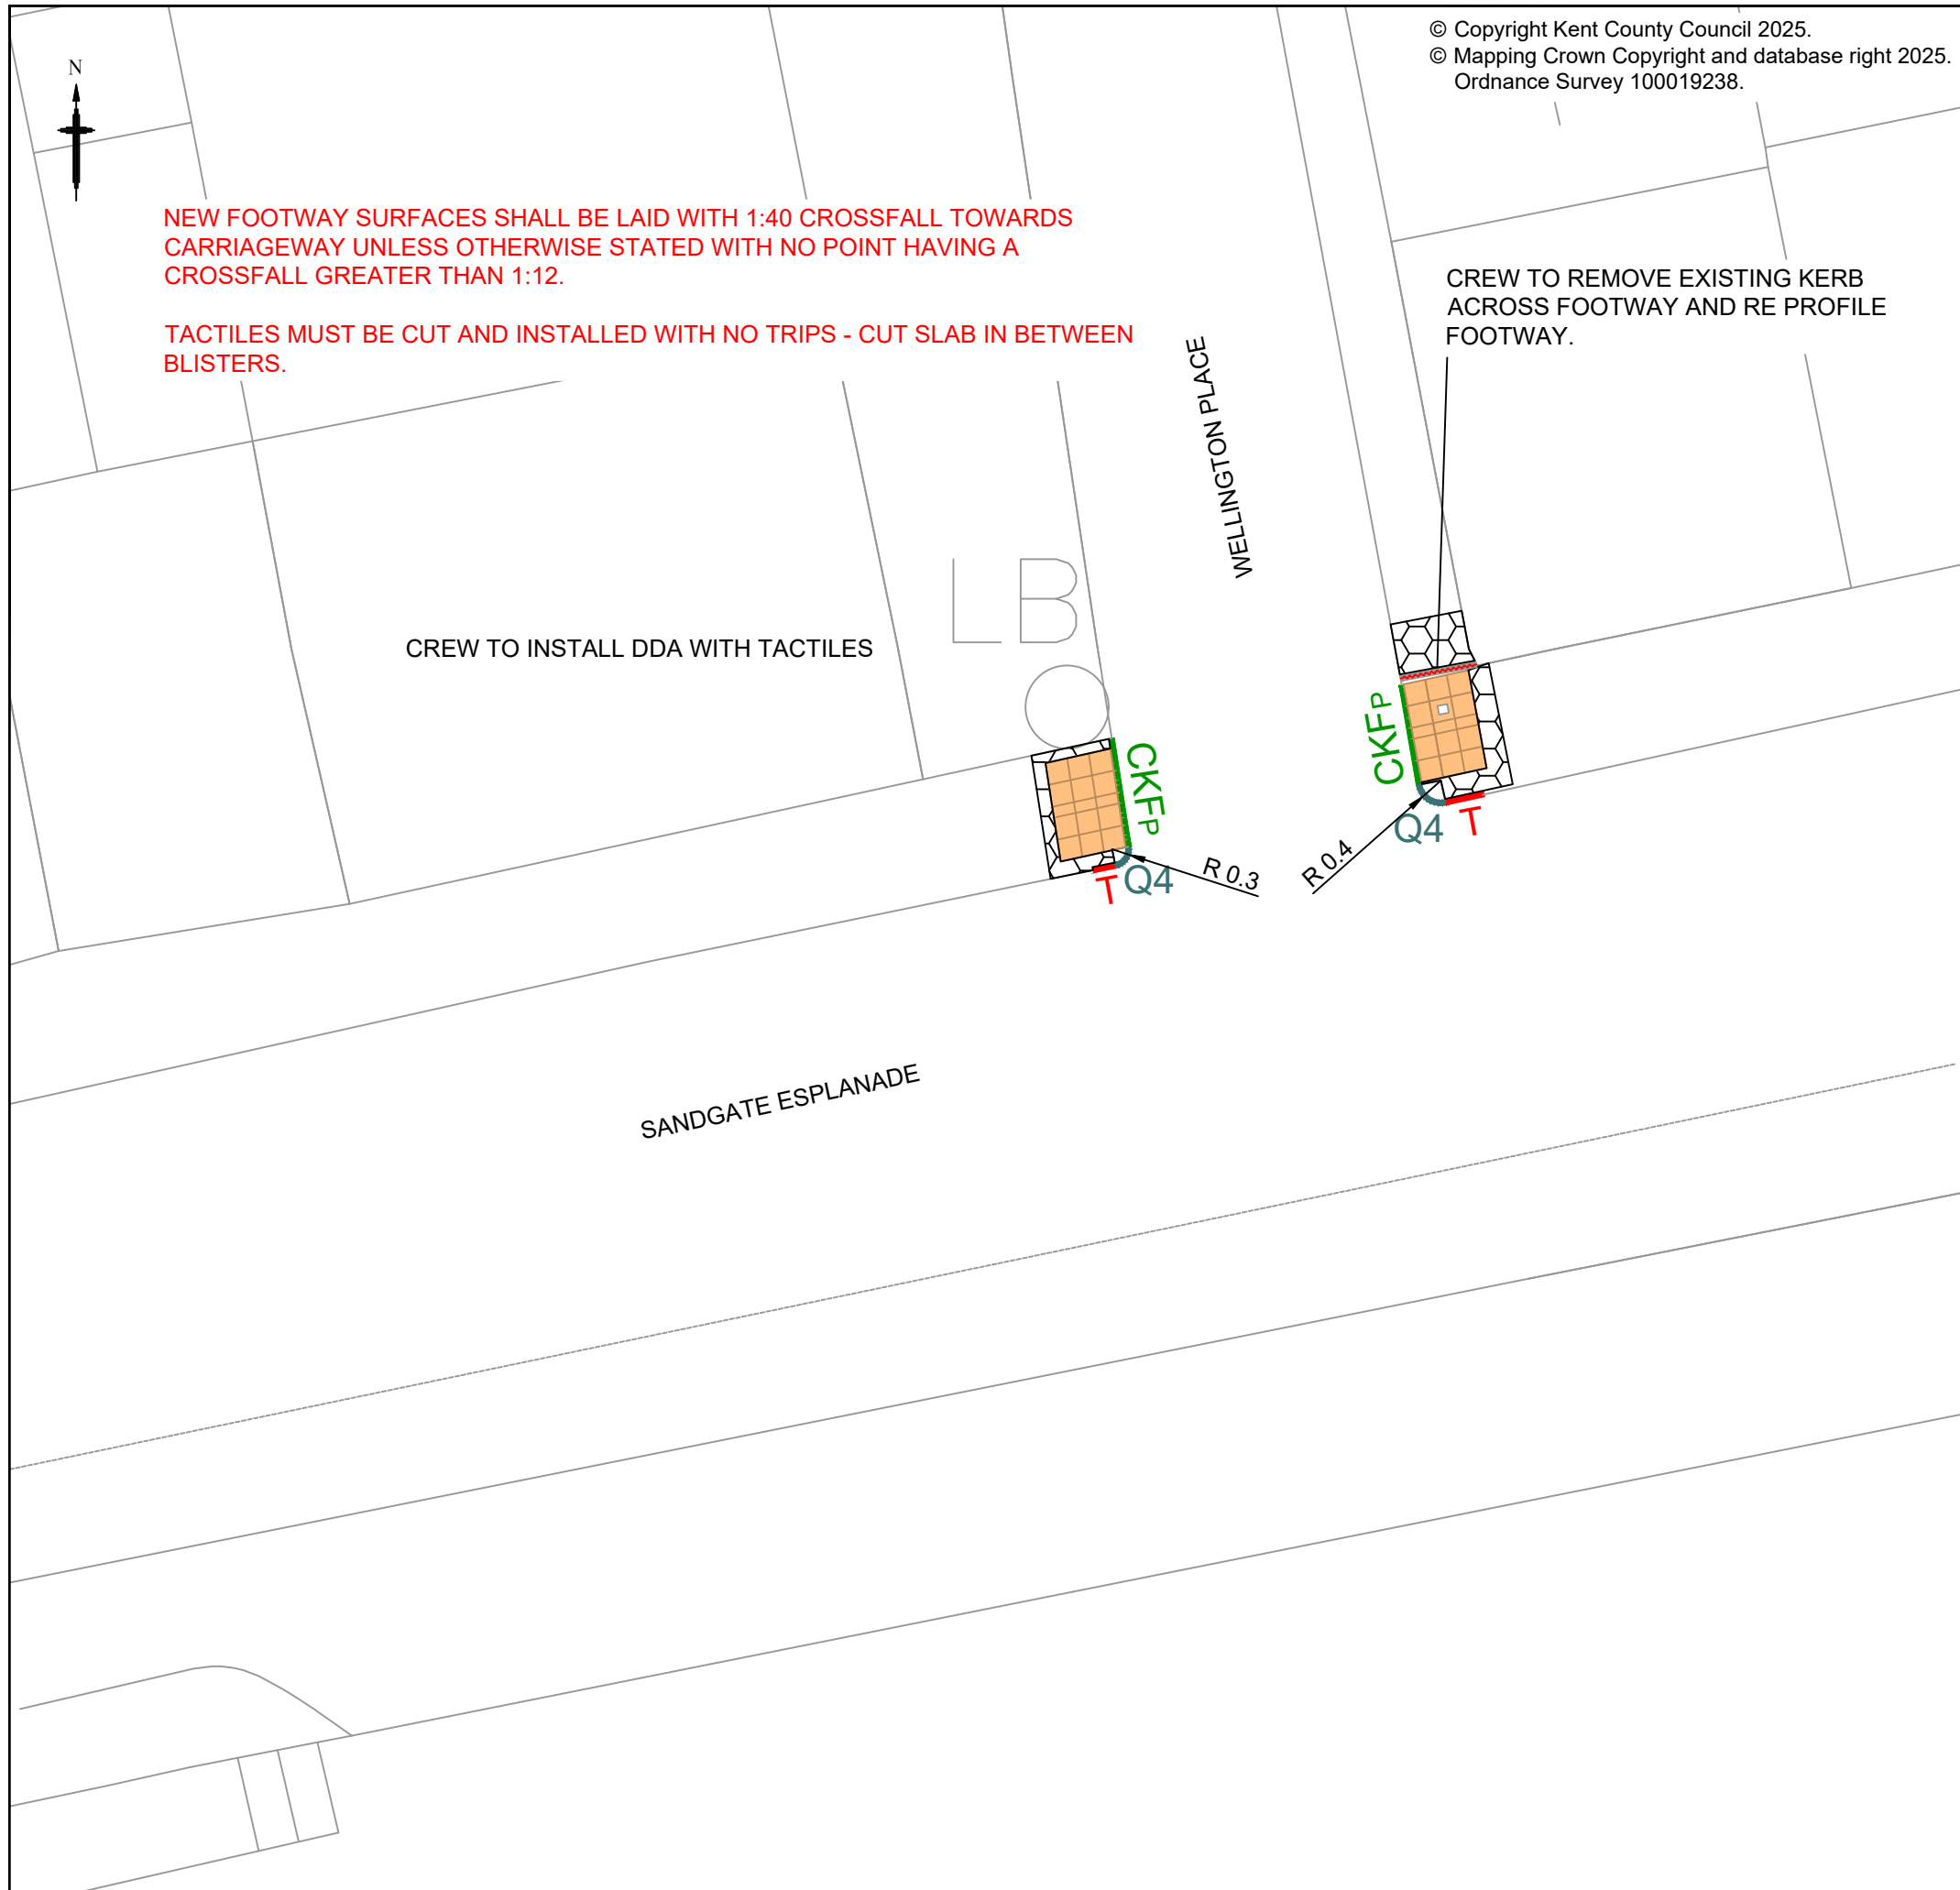 © Copyright Kent County Council 2025.
© Mapping Crown Copyright and database right 2025.
Ordnance Survey 100019238.
N
NEW FOOTWAY SURFACES SHALL BE LAID WITH 1:40 CROSSFALL TOWARDS
CARRIAGEWAY UNLESS OTHERWISE STATED WITH NO POINT HAVING A
CROSSFALL GREATER THAN 1:12.
TACTILES MUST BE CUT AND INSTALLED WITH NO TRIPS - CUT SLAB IN BETWEEN
BLISTERS.
CREW TO REMOVE EXISTING KERB
ACROSS FOOTWAY AND RE PROFILE
FOOTWAY.
WELLINGTON PLACE
LB
CREW TO INSTALL DDA WITH TACTILES
CKFP
CKFP
Q4
T
R 0.4
R 0.3
T
Q4
SANDGATE ESPLANADE